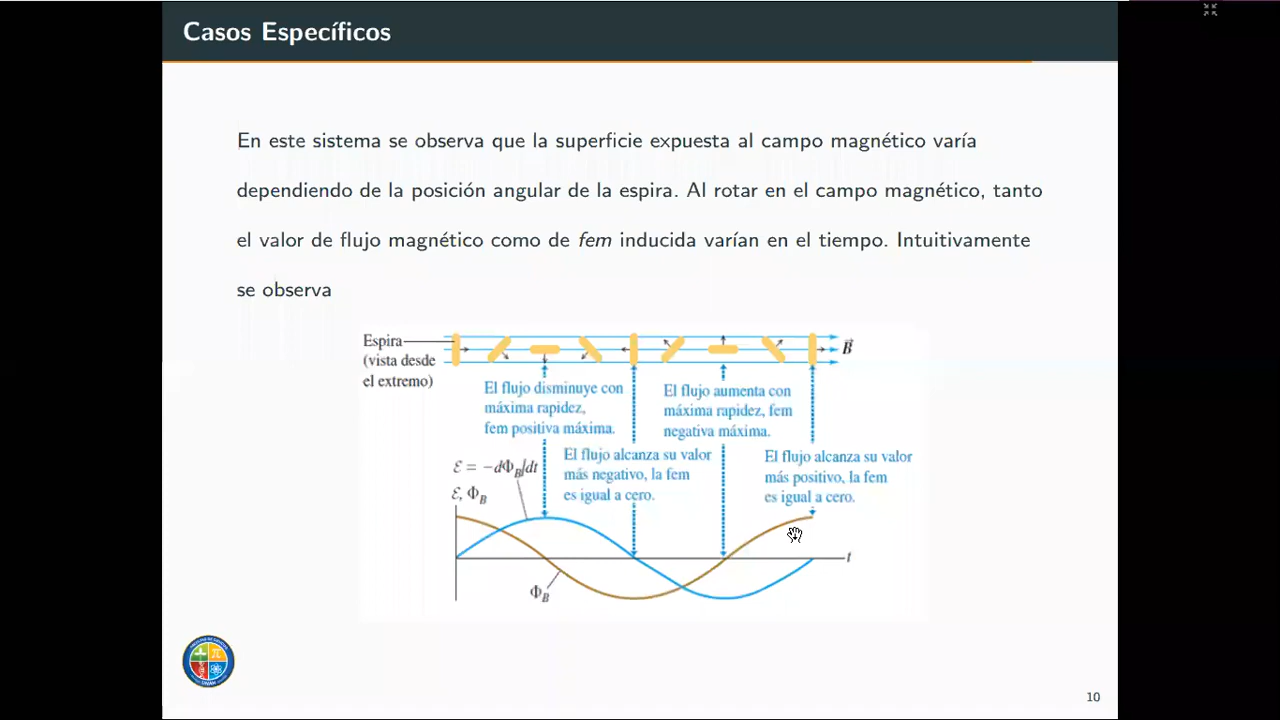 Casos Específicos
En este sistema se observa que la superficie expuesta al campo magnético varía
dependiendo de la posición angular de la espira. Al rotar en el campo magnético, tanto
el valor de flujo magnético como de fem inducida varían en el tiempo. Intuitivamente
se observa
Espira
(vista desde
el extremo)
B⃗
El flujo disminuye con
máxima rapidez,
fem positiva máxima.
El flujo aumenta con
máxima rapidez, fem
negativa máxima.
El flujo alcanza su valor
más negativo, la fem
es igual a cero.
El flujo alcanza su valor
más positivo, la fem
es igual a cero.
ℰ = −dΦ_B/dt
ℰ, Φ_B
t
Φ_B
10